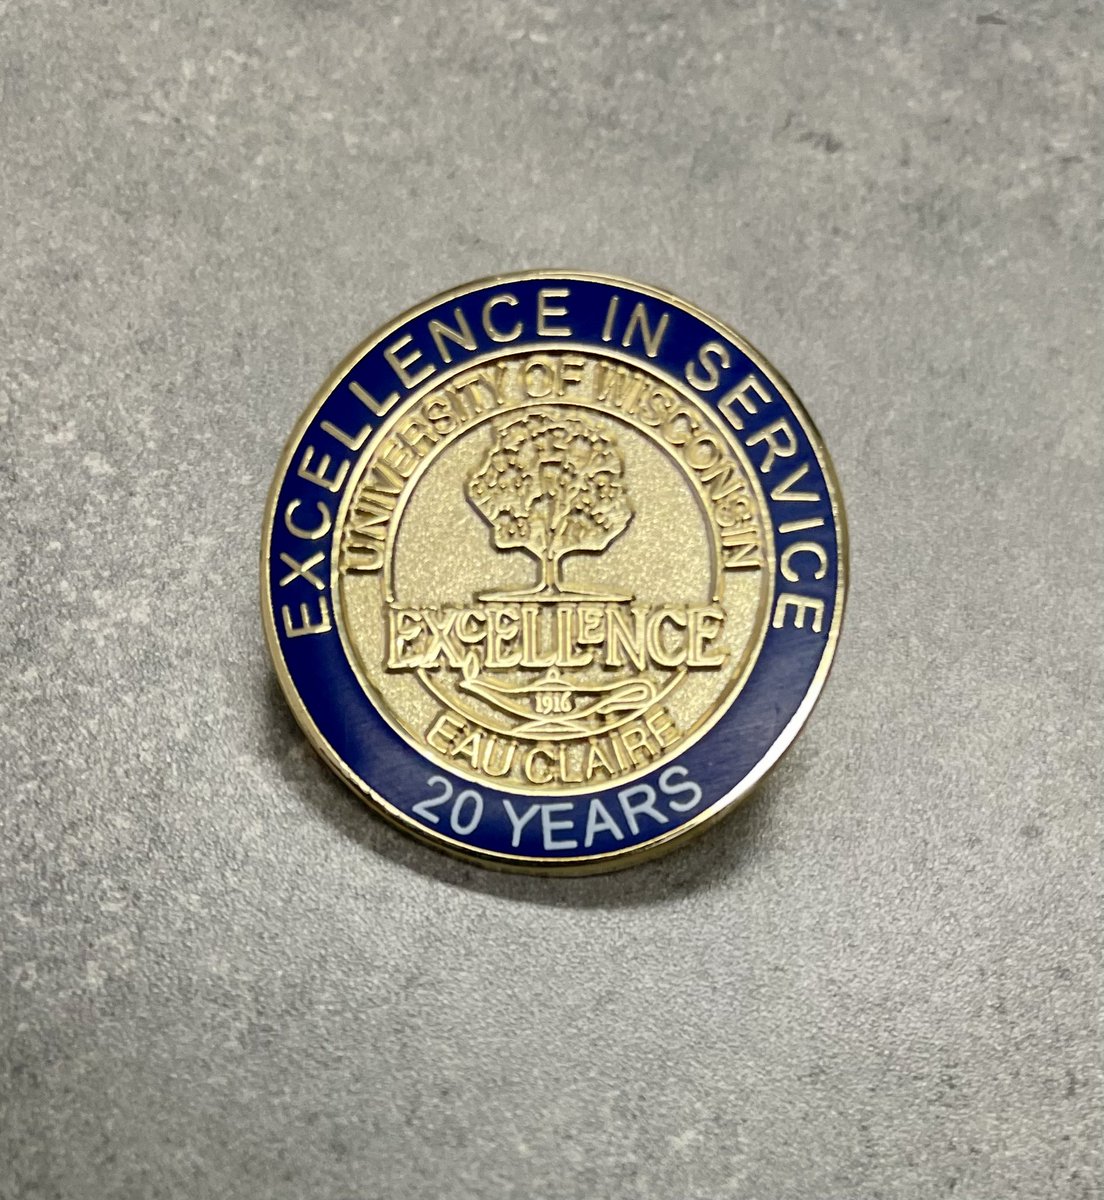 EXCELLENCE IN SERVICE
UNIVERSITY OF WISCONSIN
EXCELLENCE
1916
EAU CLAIRE
20 YEARS